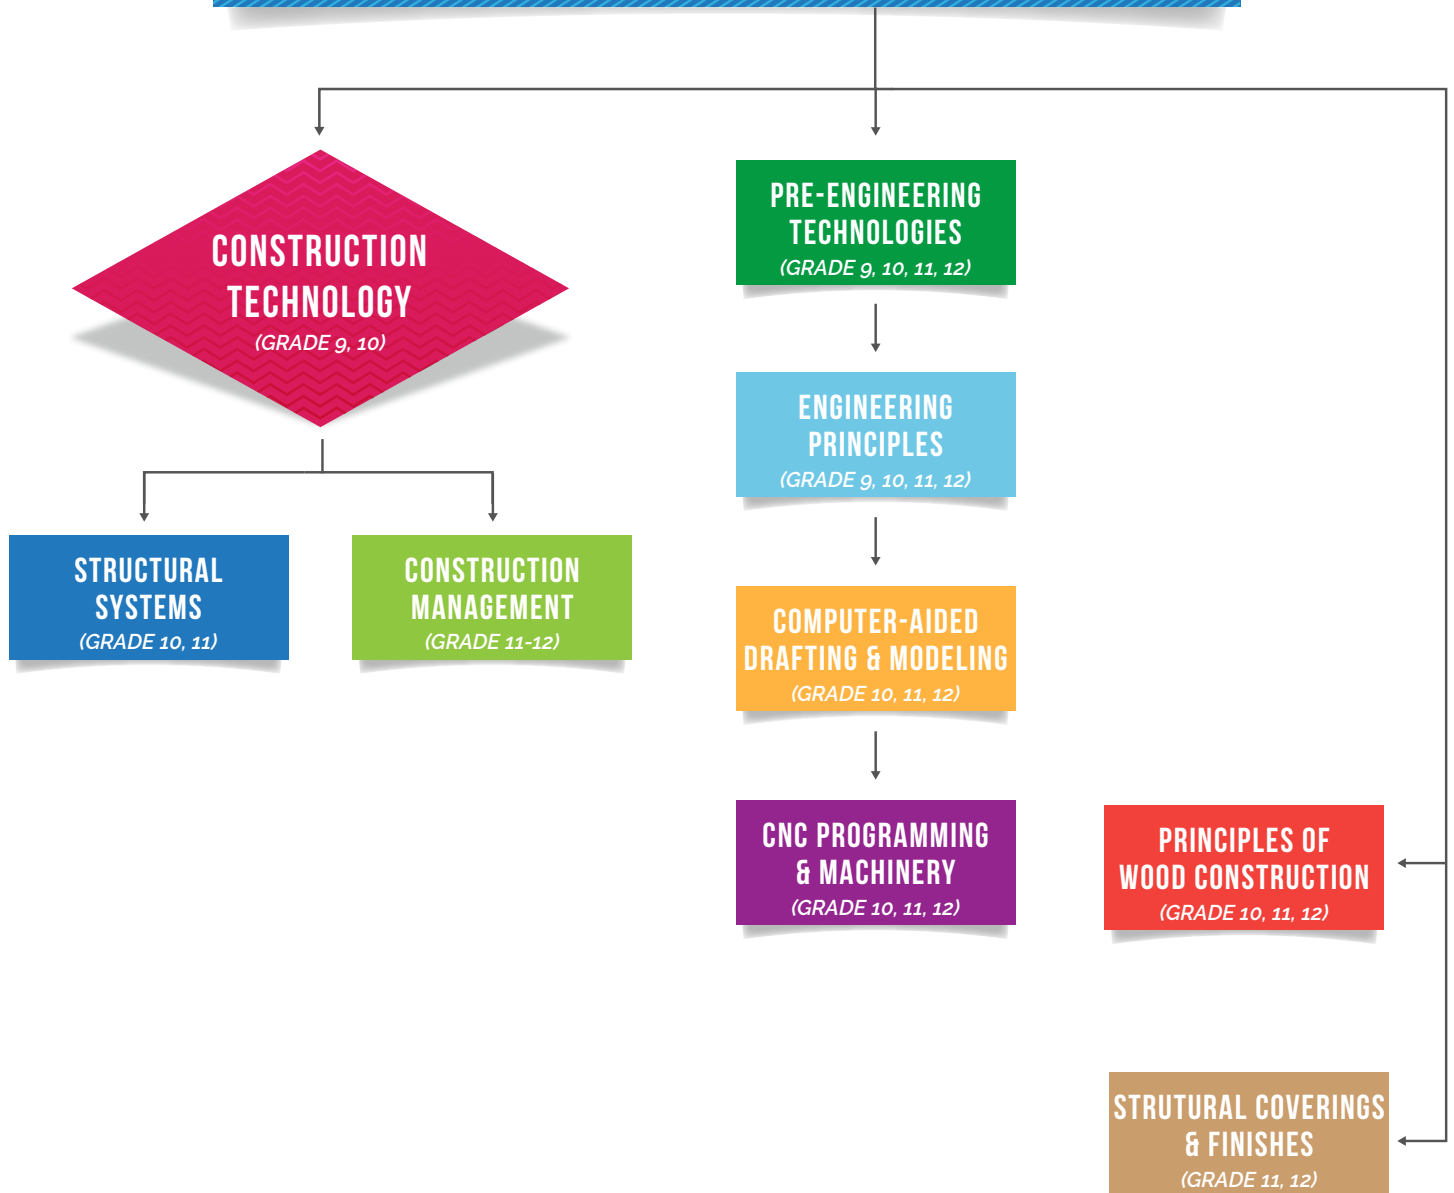 CONSTRUCTION
TECHNOLOGY
(GRADE 9, 10)
PRE-ENGINEERING
TECHNOLOGIES
(GRADE 9, 10, 11, 12)
ENGINEERING
PRINCIPLES
(GRADE 9, 10, 11, 12)
STRUCTURAL
SYSTEMS
(GRADE 10, 11)
CONSTRUCTION
MANAGEMENT
(GRADE 11-12)
COMPUTER-AIDED
DRAFTING & MODELING
(GRADE 10, 11, 12)
CNC PROGRAMMING
& MACHINERY
(GRADE 10, 11, 12)
PRINCIPLES OF
WOOD CONSTRUCTION
(GRADE 10, 11, 12)
STRUTURAL COVERINGS
& FINISHES
(GRADE 11, 12)